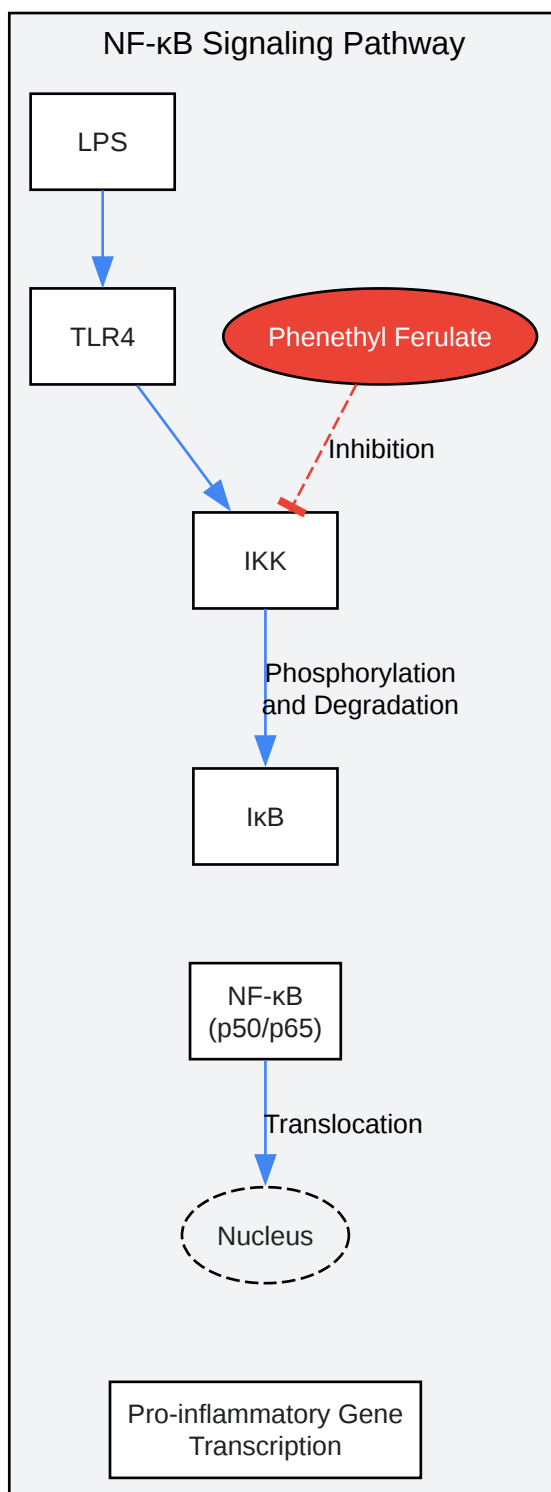 NF-κB Signaling Pathway
LPS
TLR4
Phenethyl Ferulate
Inhibition
IKK
Phosphorylation
and Degradation
IκB
NF-κB
(p50/p65)
Translocation
Nucleus
Pro-inflammatory Gene
Transcription